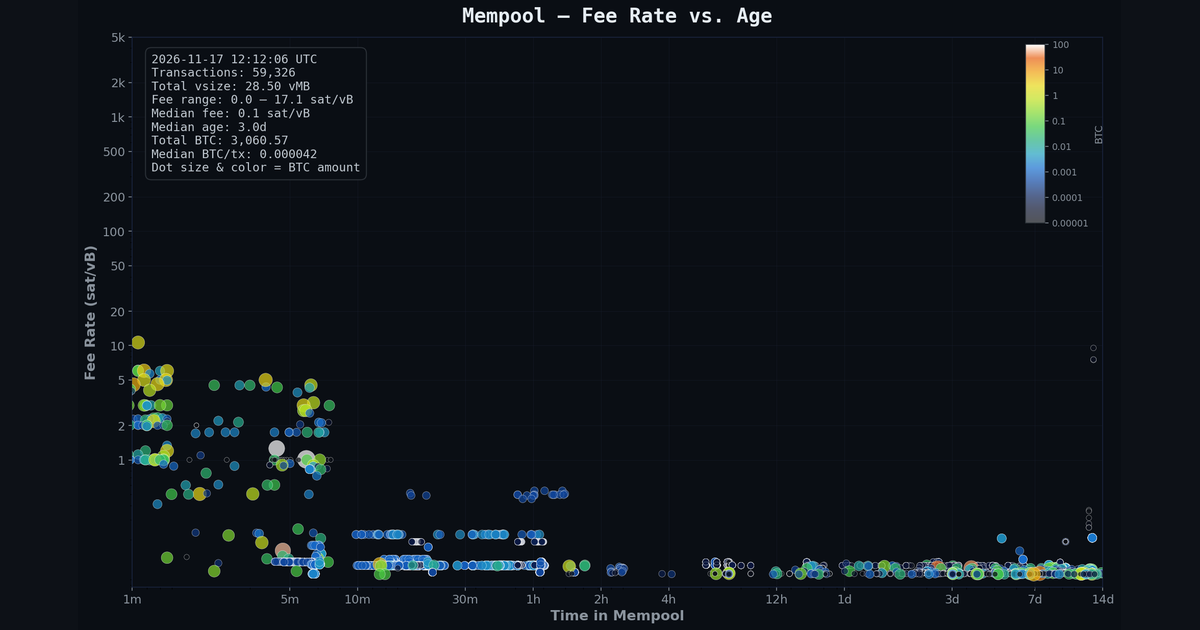 Mempool — Fee Rate vs. Age
2026-11-17 12:12:06 UTC
Transactions: 59,326
Total vsize: 28.50 vMB
Fee range: 0.0 – 17.1 sat/vB
Median fee: 0.1 sat/vB
Median age: 3.0d
Total BTC: 3,060.57
Median BTC/tx: 0.000042
Dot size & color = BTC amount
100
10
1
0.1
0.01
0.001
0.0001
0.00001
BTC
5k
2k
1k
500
200
100
50
20
10
5
2
1
Fee Rate (sat/vB)
1m
5m
10m
30m
1h
2h
4h
12h
1d
3d
7d
14d
Time in Mempool